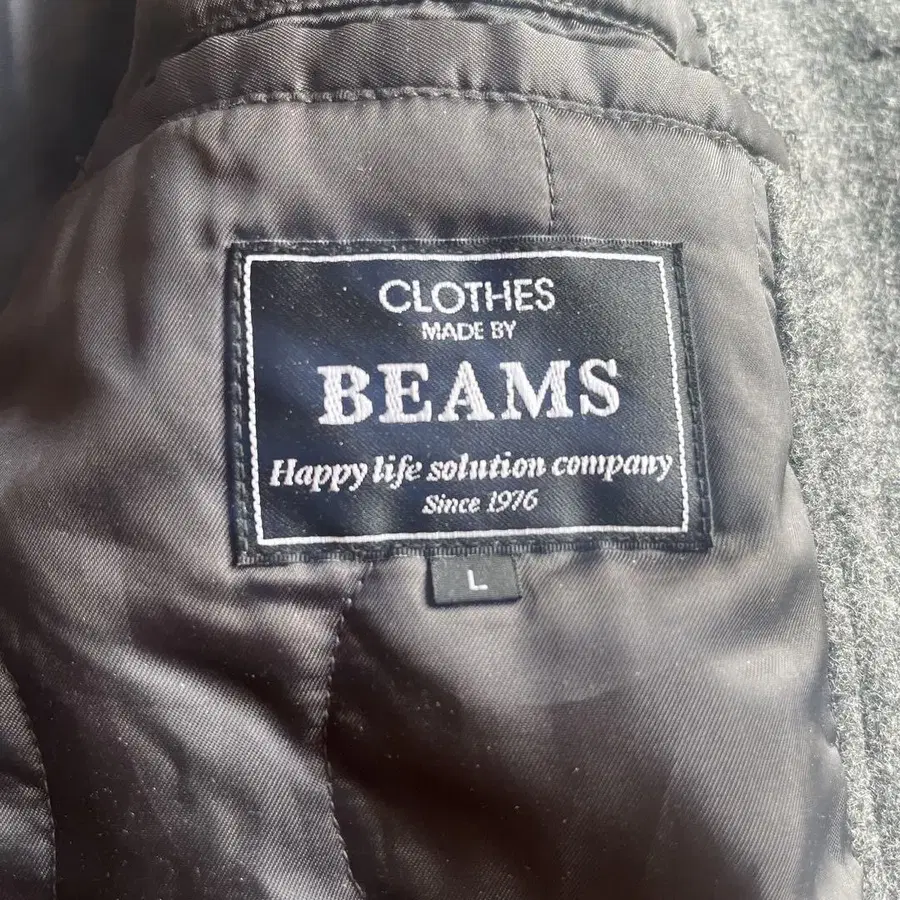 CLOTHES
MADE BY
BEAMS
Happy life solution company
Since 1976
L